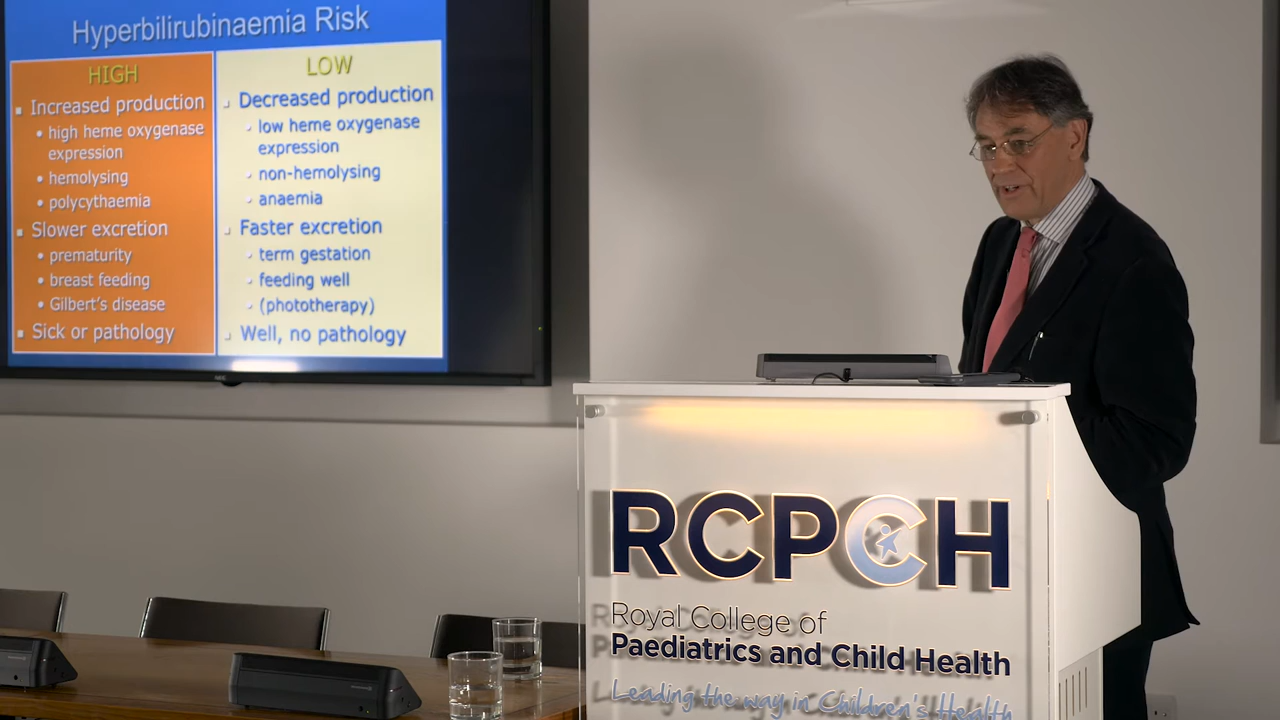 Hyperbilirubinaemia Risk
HIGH
Increased production
high heme oxygenase
expression
hemolysing
polycythaemia
Slower excretion
prematurity
breast feeding
Gilbert's disease
Sick or pathology
LOW
Decreased production
low heme oxygenase
expression
non-hemolysing
anaemia
Faster excretion
term gestation
feeding well
(phototherapy)
Well, no pathology
RCPCH
Royal College of
Paediatrics and Child Health
Leading the way in Children's Health